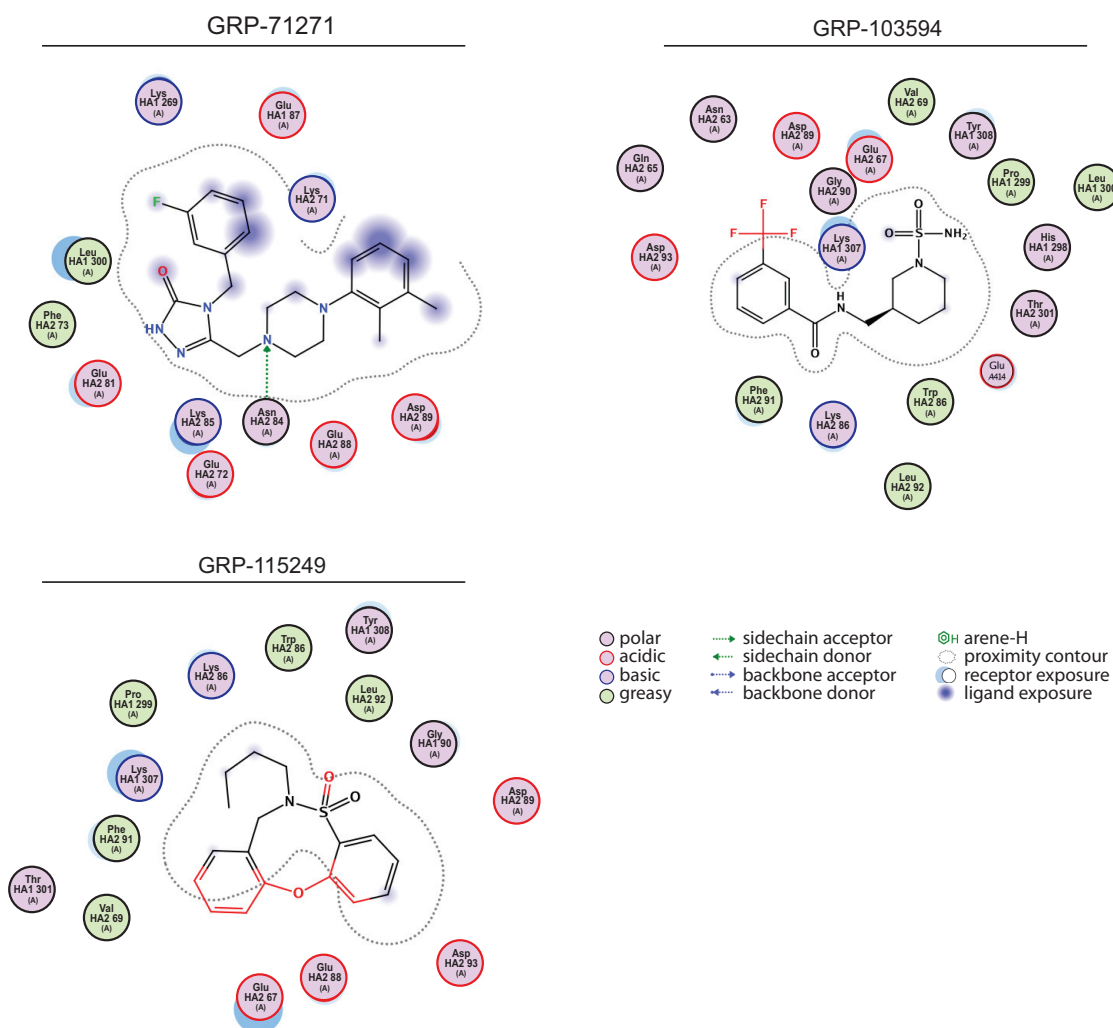 GRP-71271
Lys
HA1 269
(A)
Glu
HA1 87
(A)
Lys
HA2 71
(A)
F
Leu
HA1 300
(A)
O
N
N
HN
N
N
Phe
HA2 73
(A)
Glu
HA2 81
(A)
Lys
HA2 85
(A)
Asn
HA2 84
(A)
Glu
HA2 72
(A)
Glu
HA2 88
(A)
Asp
HA2 89
(A)
GRP-103594
Val
HA2 69
(A)
Asn
HA2 63
(A)
Asp
HA2 89
(A)
Glu
HA2 67
(A)
Tyr
HA1 308
(A)
Gln
HA2 65
(A)
Gly
HA2 90
(A)
Pro
HA1 299
(A)
Leu
HA1 300
(A)
F
F
F
O
O
S
NH2
Asp
HA2 93
(A)
Lys
HA1 307
(A)
His
HA1 298
(A)
N
H
N
O
Thr
HA2 301
(A)
Glu
A414
Phe
HA2 91
(A)
Lys
HA2 86
(A)
Trp
HA2 86
(A)
Leu
HA2 92
(A)
GRP-115249
Tyr
HA1 308
(A)
Trp
HA2 86
(A)
Lys
HA2 86
(A)
Pro
HA1 299
(A)
Leu
HA2 92
(A)
Gly
HA1 90
(A)
Lys
HA1 307
(A)
O
O
N
S
O
Asp
HA2 89
(A)
Phe
HA2 91
(A)
Thr
HA1 301
(A)
Val
HA2 69
(A)
Glu
HA2 67
(A)
Glu
HA2 88
(A)
Asp
HA2 93
(A)
polar
acidic
basic
greasy
sidechain acceptor
sidechain donor
backbone acceptor
backbone donor
H arene-H
proximity contour
receptor exposure
ligand exposure